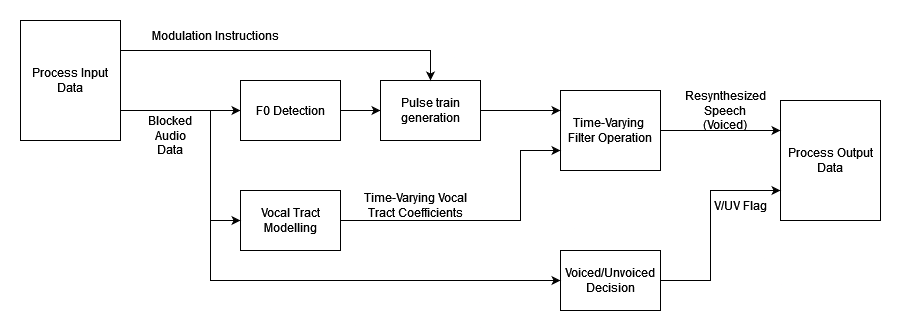 Modulation Instructions
Process Input
Data
Blocked
Audio
Data
F0 Detection
Pulse train
generation
Time-Varying
Filter Operation
Resynthesized
Speech
(Voiced)
Process Output
Data
Vocal Tract
Modelling
Time-Varying Vocal
Tract Coefficients
V/UV Flag
Voiced/Unvoiced
Decision